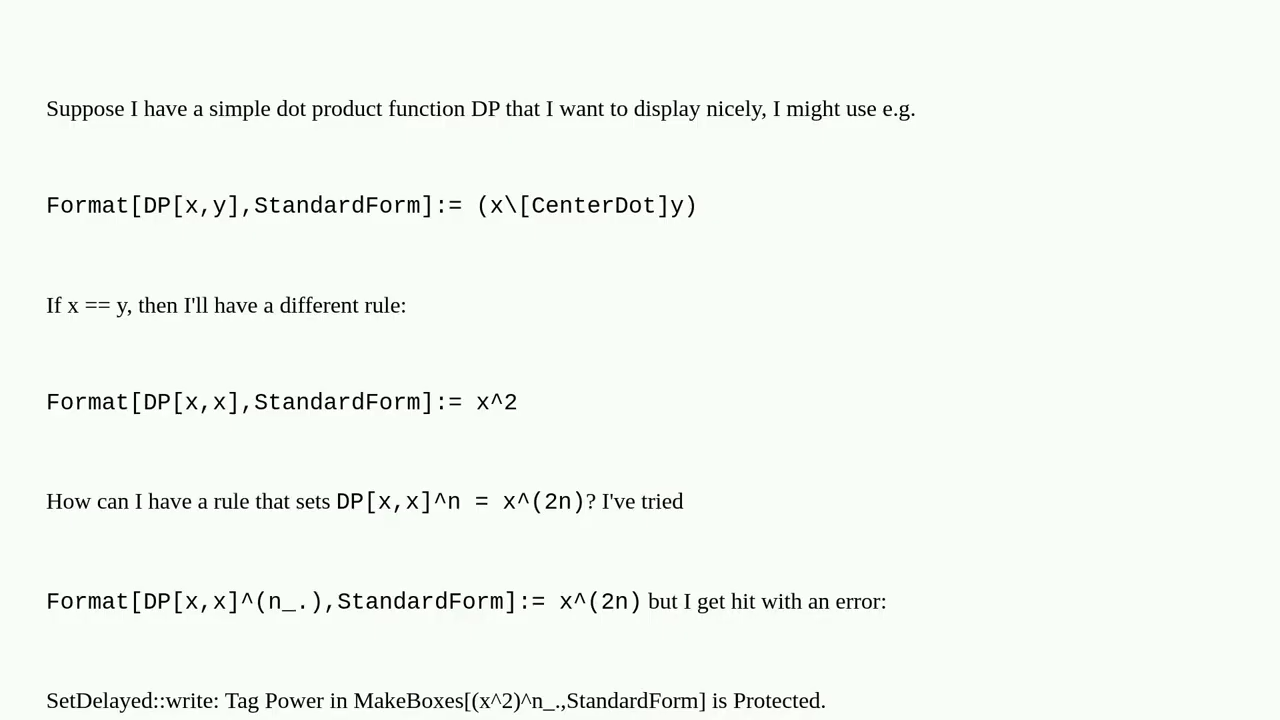 Suppose I have a simple dot product function DP that I want to display nicely, I might use e.g.
Format[DP[x,y],StandardForm]:= (x\[CenterDot]y)
If x == y, then I'll have a different rule:
Format[DP[x,x],StandardForm]:= x^2
How can I have a rule that sets DP[x,x]^n = x^(2n)? I've tried
Format[DP[x,x]^(n_.),StandardForm]:= x^(2n) but I get hit with an error:
SetDelayed::write: Tag Power in MakeBoxes[(x^2)^n_.,StandardForm] is Protected.